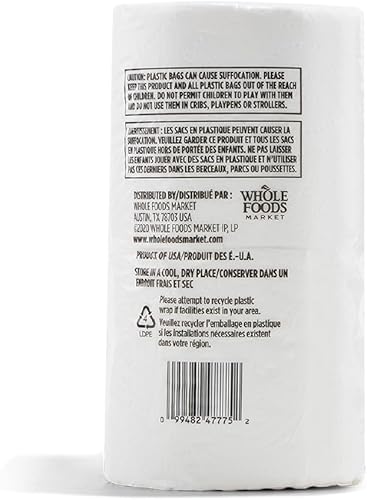 CAUTION: PLASTIC BAGS CAN CAUSE SUFFOCATION. PLEASE
KEEP THIS PRODUCT AND ALL PLASTIC BAGS OUT OF THE REACH
ON CHILDREN. DO NOT PERMIT CHILDREN TO PLAY WITH THEM
AND DO NOT USE THEM IN CRIBS, PLAYPENS OR STROLLERS.
AVERTISSEMENT : LES SACS EN PLASTIQUE PEUVENT CAUSER LA
SUFFOCATION. VEUILLEZ GARDER CE PRODUIT ET TOUS LES SACS
EN PLASTIQUE HORS DE PORTÉE DES ENFANTS. NE PAS LAISSER
LES ENFANTS JOUER AVEC DES SACS EN PLASTIQUE ET N'UTILISER
PAS CES DERNIERS DANS LES BERCEAUX, PARCS OU POUSSETTES.
DISTRIBUTED BY/DISTRIBUÉ PAR :
WHOLE FOODS MARKET
AUSTIN, TX 78703 USA
©2020 WHOLE FOODS MARKET IP, LP
www.wholefoodsmarket.com
WHOLE
FOODS
MARKET
PRODUCT OF USA/PRODUIT DES É.-U.A.
STORE IN A COOL, DRY PLACE/CONSERVER DANS UN
ENDROIT FRAIS ET SEC
Please attempt to recycle plastic
wrap if facilities exist in your area.
Veuillez recycler l'emballage en plastique
si les installations nécessaires existent
dans votre région.
4
LDPE
0 99482 47775 2